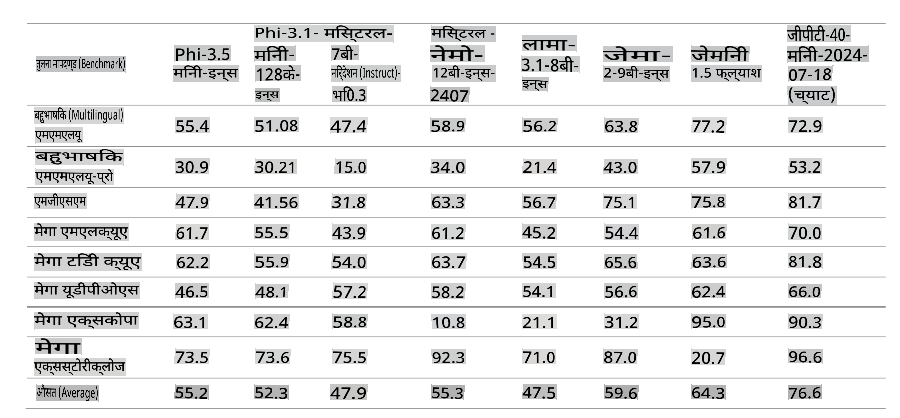 तुलना मापदण्ड (Benchmark) Phi-3.5 मिनी-इन्स Phi-3.1- मिनी- 128के- इन्स मिस्ट्रल- 7बी- निर्देशन (Instruct)- भी0.3 मिस्ट्रल - नेमो- 12बी-इन्स- 2407 लामा- 3.1-8बी- इन्स जेमा- 2-9बी-इन्स जेमिनी 1.5 फ्ल्याश जीपीटी-40- मिनी-2024- 07-18 (च्याट)
बहुभाषिक (Multilingual) एमएमएलयू 55.4 51.08 47.4 58.9 56.2 63.8 77.2 72.9
बहुभाषिक एमएमएलयू-प्रो 30.9 30.21 15.0 34.0 21.4 43.0 57.9 53.2
एमजीएसएम 47.9 41.56 31.8 63.3 56.7 75.1 75.8 81.7
मेगा एमएलक्यूए 61.7 55.5 43.9 61.2 45.2 54.4 61.6 70.0
मेगा टिडी क्यूए 62.2 55.9 54.0 63.7 54.5 65.6 63.6 81.8
मेगा यूडीपीओएस 46.5 48.1 57.2 58.2 54.1 56.6 62.4 66.0
मेगा एक्सकोपा 63.1 62.4 58.8 10.8 21.1 31.2 95.0 90.3
मेगा एक्सस्टोरीक्लोज 73.5 73.6 75.5 92.3 71.0 87.0 20.7 96.6
औसत (Average) 55.2 52.3 47.9 55.3 47.5 59.6 64.3 76.6